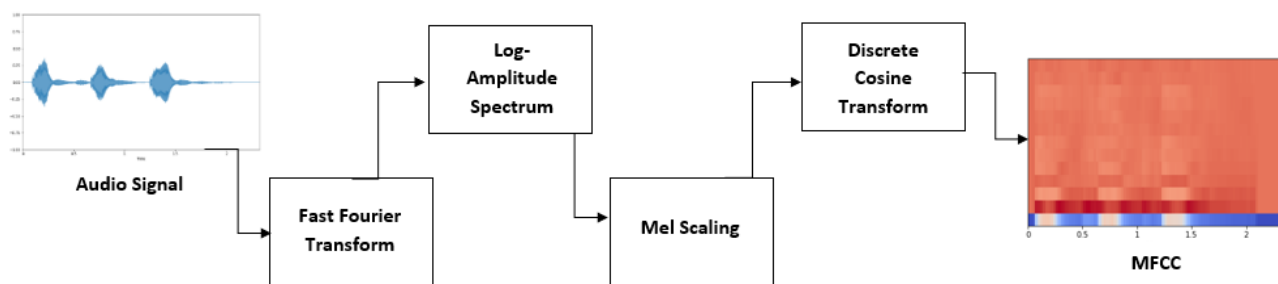 Audio Signal
Fast Fourier
Transform
Log-
Amplitude
Spectrum
Mel Scaling
Discrete
Cosine
Transform
0
0.5
1
1.5
2
MFCC